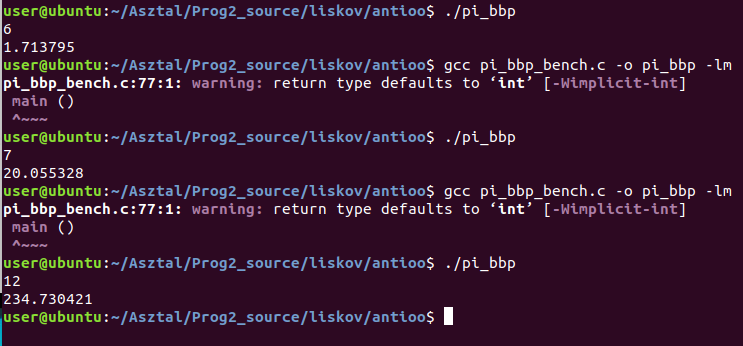 user@ubuntu:~/Asztal/Prog2_source/liskov/antioo$ ./pi_bbp
6
1.713795
user@ubuntu:~/Asztal/Prog2_source/liskov/antioo$ gcc pi_bbp_bench.c -o pi_bbp -lm
pi_bbp_bench.c:77:1: warning: return type defaults to ‘int’ [-Wimplicit-int]
 main ()
 ^~~~
user@ubuntu:~/Asztal/Prog2_source/liskov/antioo$ ./pi_bbp
7
20.055328
user@ubuntu:~/Asztal/Prog2_source/liskov/antioo$ gcc pi_bbp_bench.c -o pi_bbp -lm
pi_bbp_bench.c:77:1: warning: return type defaults to ‘int’ [-Wimplicit-int]
 main ()
 ^~~~
user@ubuntu:~/Asztal/Prog2_source/liskov/antioo$ ./pi_bbp
12
234.730421
user@ubuntu:~/Asztal/Prog2_source/liskov/antioo$